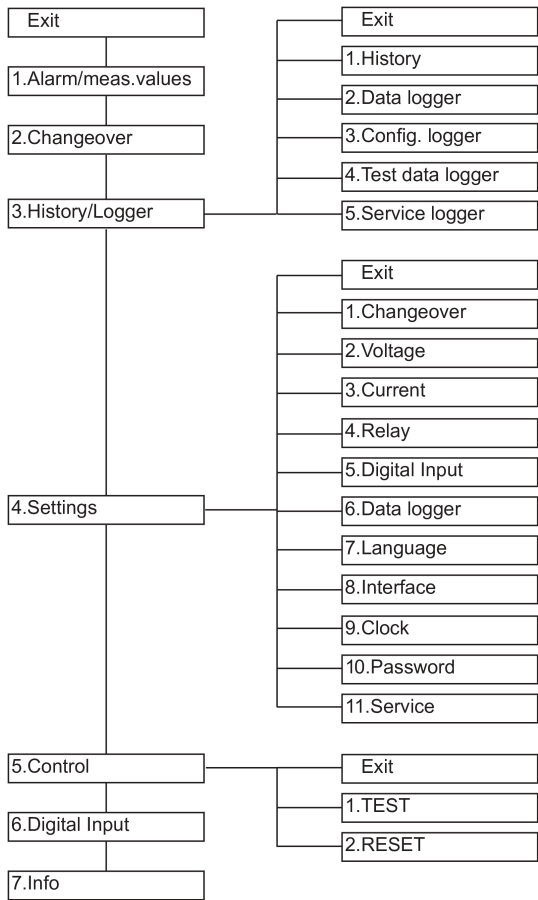 Exit
1.Alarm/meas.values
2.Changeover
3.History/Logger
Exit
1.History
2.Data logger
3.Config. logger
4.Test data logger
5.Service logger
4.Settings
Exit
1.Changeover
2.Voltage
3.Current
4.Relay
5.Digital Input
6.Data logger
7.Language
8.Interface
9.Clock
10.Password
11.Service
5.Control
Exit
1.TEST
2.RESET
6.Digital Input
7.Info